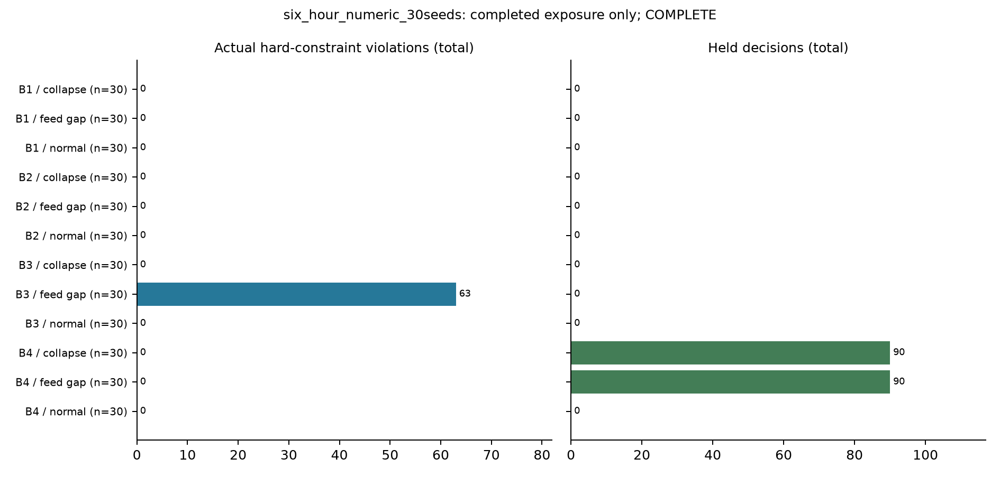 six_hour_numeric_30seeds: completed exposure only; COMPLETE
Actual hard-constraint violations (total)
B1 / collapse (n=30) 0
B1 / feed gap (n=30) 0
B1 / normal (n=30) 0
B2 / collapse (n=30) 0
B2 / feed gap (n=30) 0
B2 / normal (n=30) 0
B3 / collapse (n=30) 0
B3 / feed gap (n=30) 63
B3 / normal (n=30) 0
B4 / collapse (n=30) 0
B4 / feed gap (n=30) 0
B4 / normal (n=30) 0
0 10 20 30 40 50 60 70 80
Held decisions (total)
0
0
0
0
0
0
0
0
0
90
90
0
0 20 40 60 80 100